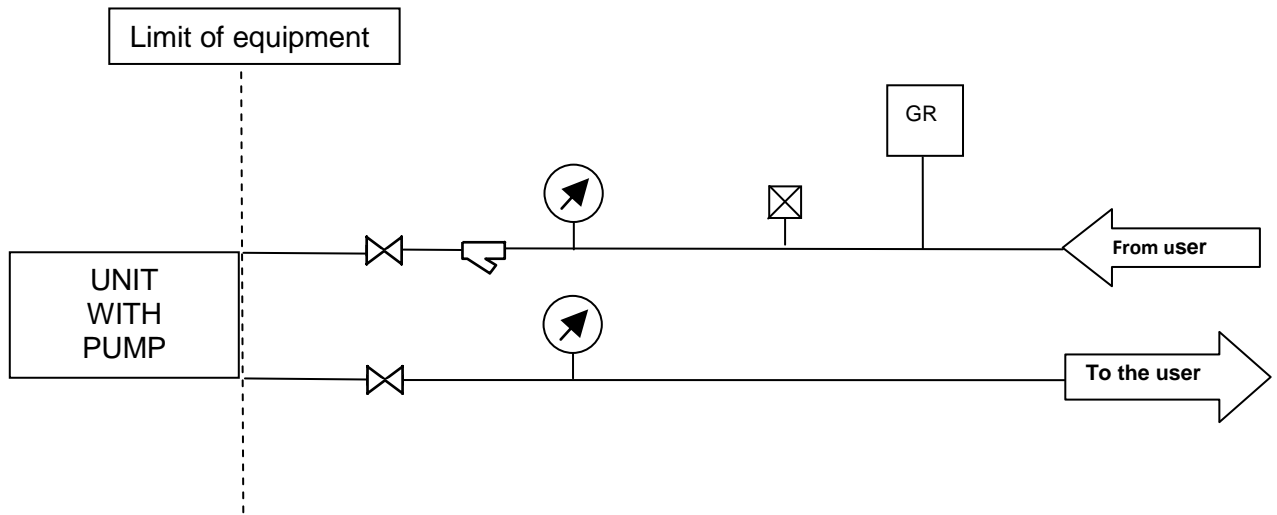 Limit of equipment
GR
From user
UNIT
WITH
PUMP
To the user